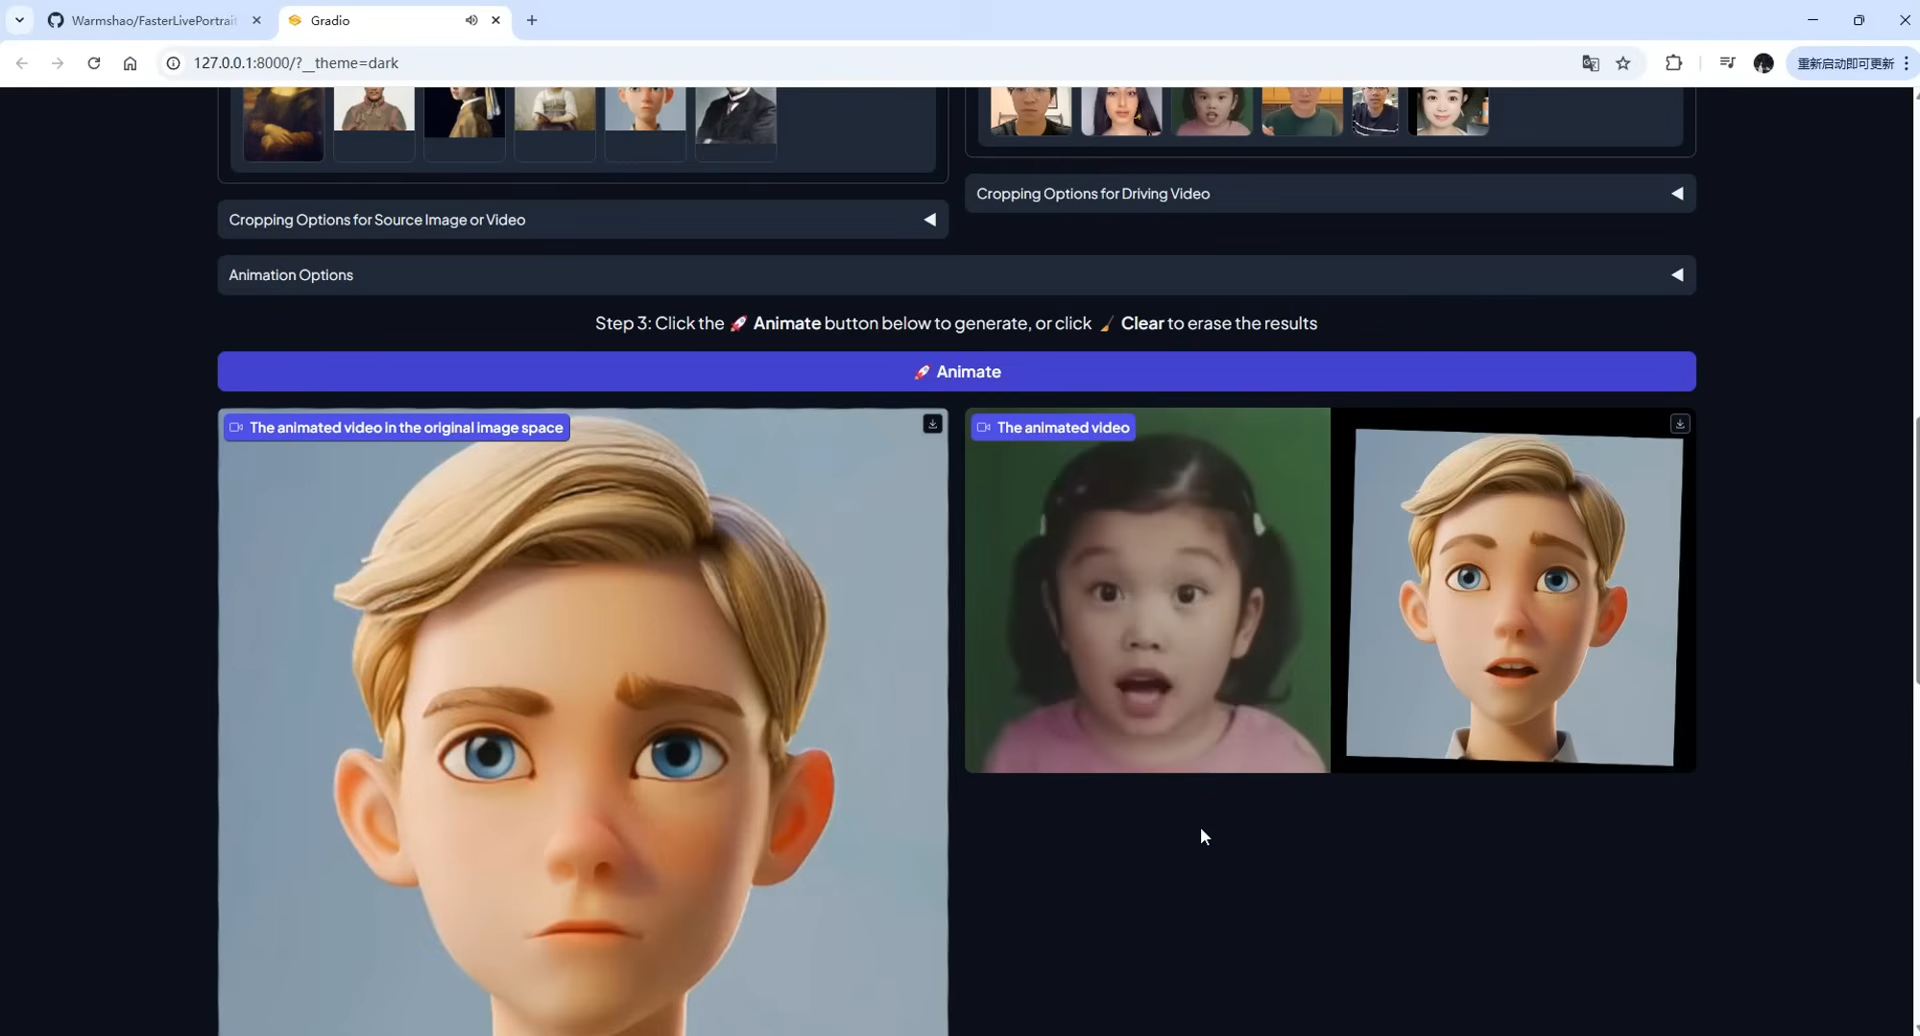 Warmshao/FasterLivePortrait
Gradio
127.0.0.1:8000/?__theme=dark
重新启动即可更新
Cropping Options for Source Image or Video
Cropping Options for Driving Video
Animation Options
Step 3: Click the 🚀 Animate button below to generate, or click 🧹 Clear to erase the results
🚀 Animate
The animated video in the original image space
The animated video